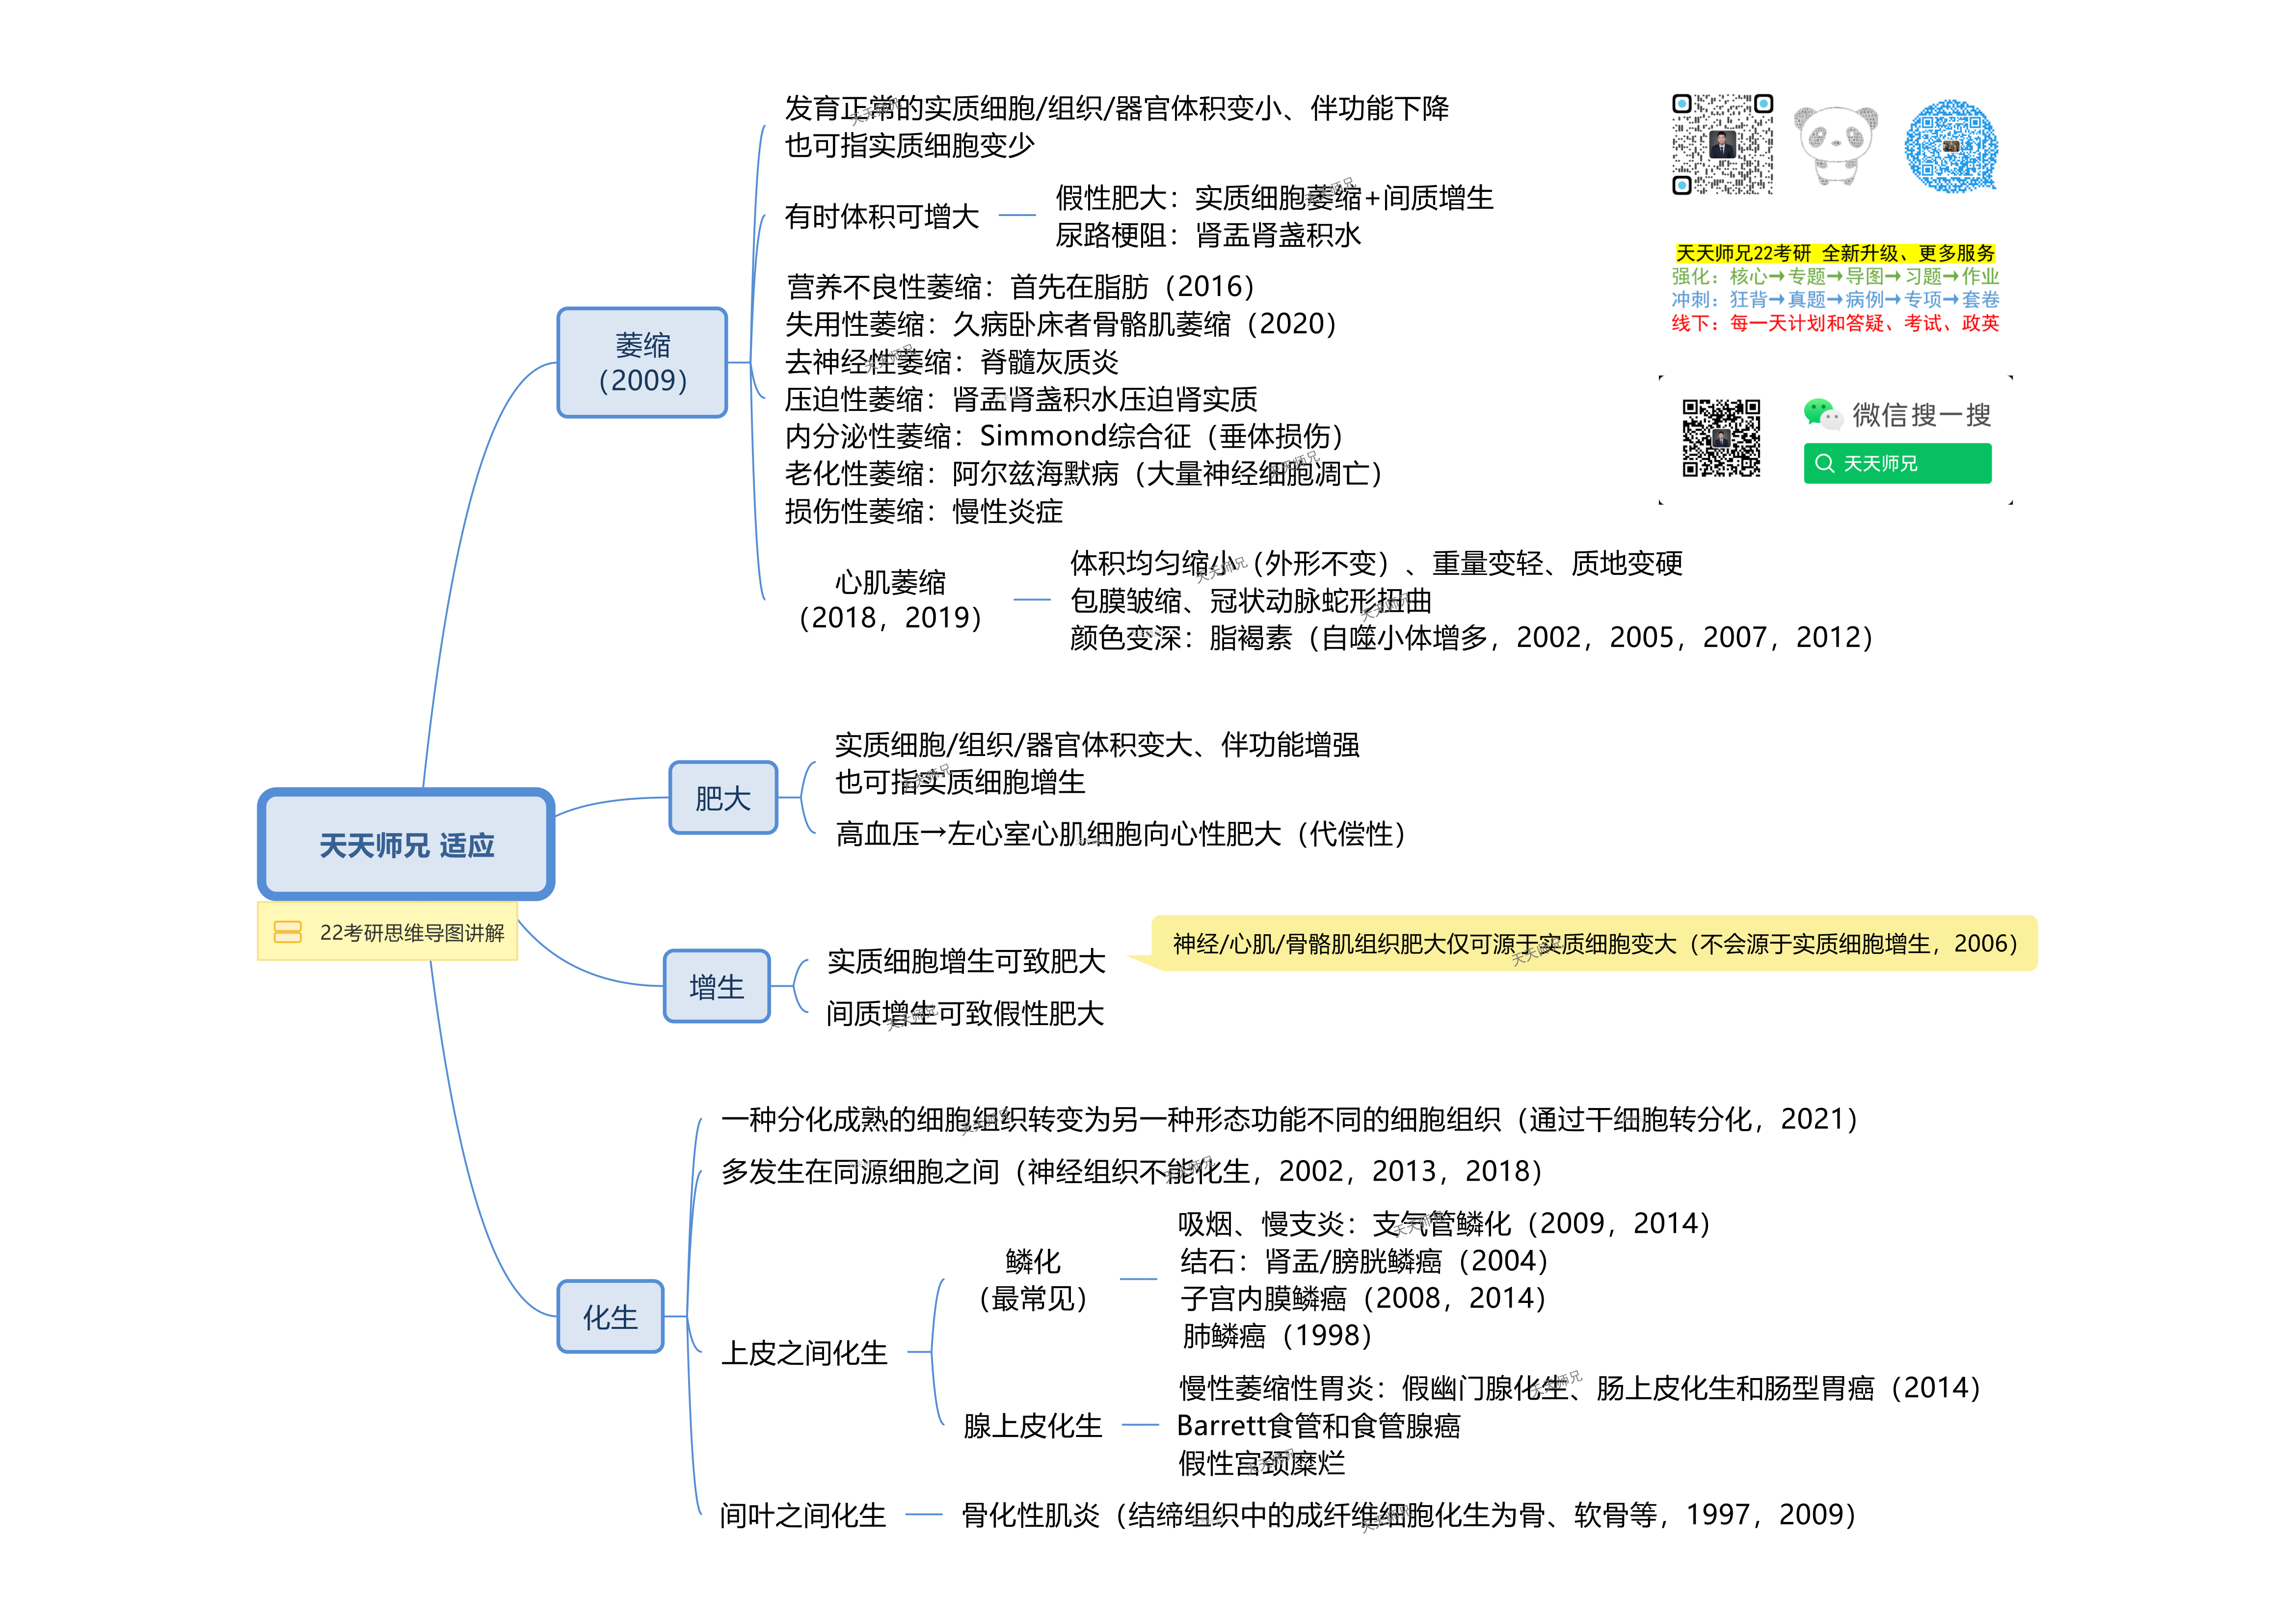 发育正常的实质细胞/组织/器官体积变小、伴功能下降
也可指实质细胞变少
有时体积可增大
假性肥大：实质细胞萎缩+间质增生
尿路梗阻：肾盂肾盏积水
营养不良性萎缩：首先在脂肪（2016）
失用性萎缩：久病卧床者骨骼肌萎缩（2020）
去神经性萎缩：脊髓灰质炎
压迫性萎缩：肾盂肾盏积水压迫肾实质
内分泌性萎缩：Simmond综合征（垂体损伤）
老化性萎缩：阿尔兹海默病（大量神经细胞凋亡）
损伤性萎缩：慢性炎症
萎缩
（2009）
心肌萎缩
（2018，2019）
体积均匀缩小（外形不变）、重量变轻、质地变硬
包膜皱缩、冠状动脉蛇形扭曲
颜色变深：脂褐素（自噬小体增多，2002，2005，2007，2012）
天天师兄22考研 全新升级、更多服务
强化：核心→专题→导图→习题→作业
冲刺：狂背→真题→病例→专项→套卷
线下：每一天计划和答疑、考试、政英
微信搜一搜
天天师兄
肥大
实质细胞/组织/器官体积变大、伴功能增强
也可指实质细胞增生
高血压→左心室心肌细胞向心性肥大（代偿性）
天天师兄 适应
22考研思维导图讲解
增生
实质细胞增生可致肥大
神经/心肌/骨骼肌组织肥大仅可源于实质细胞变大（不会源于实质细胞增生，2006）
间质增生可致假性肥大
化生
一种分化成熟的细胞组织转变为另一种形态功能不同的细胞组织（通过干细胞转分化，2021）
多发生在同源细胞之间（神经组织不能化生，2002，2013，2018）
上皮之间化生
鳞化
（最常见）
吸烟、慢支炎：支气管鳞化（2009，2014）
结石：肾盂/膀胱鳞癌（2004）
子宫内膜鳞癌（2008，2014）
肺鳞癌（1998）
腺上皮化生
慢性萎缩性胃炎：假幽门腺化生、肠上皮化生和肠型胃癌（2014）
Barrett食管和食管腺癌
假性宫颈糜烂
间叶之间化生
骨化性肌炎（结缔组织中的成纤维细胞化生为骨、软骨等，1997，2009）